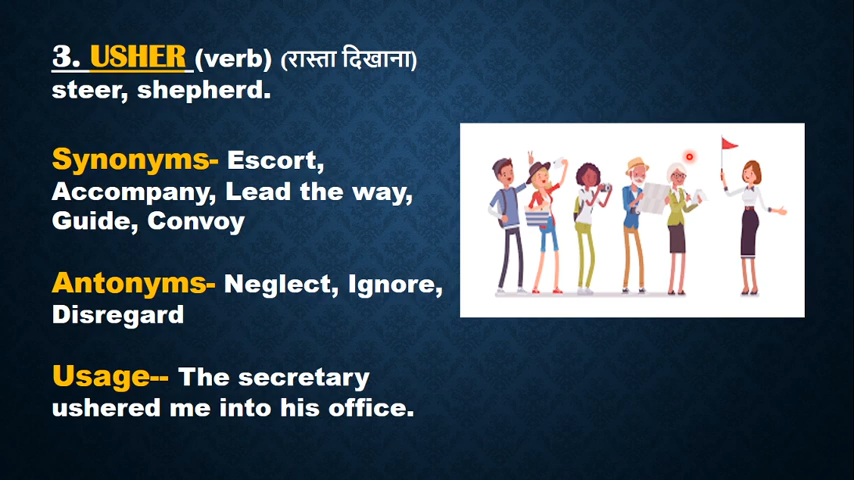 3. USHER (verb) (रास्ता दिखाना)
steer, shepherd.
Synonyms- Escort,
Accompany, Lead the way,
Guide, Convoy
Antonyms- Neglect, Ignore,
Disregard
Usage-- The secretary
ushered me into his office.